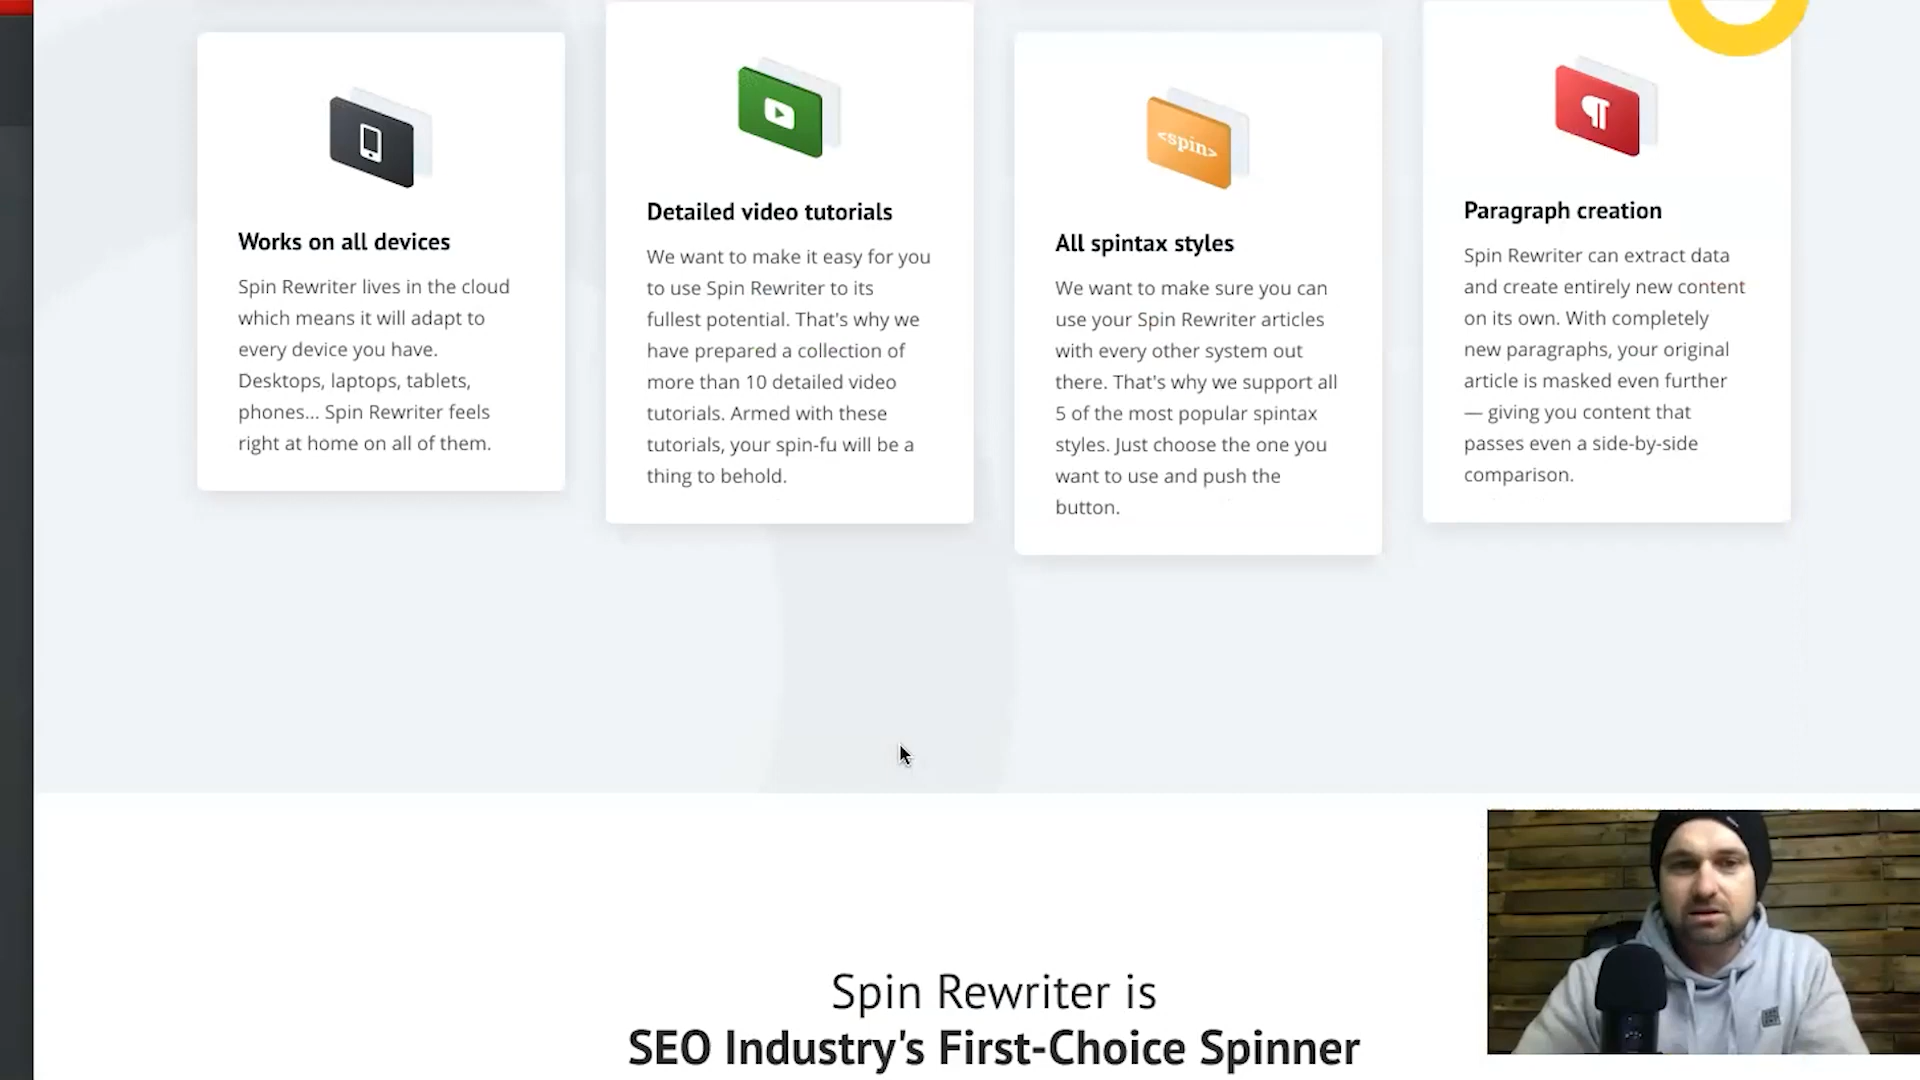 Works on all devices
Spin Rewriter lives in the cloud
which means it will adapt to
every device you have.
Desktops, laptops, tablets,
phones... Spin Rewriter feels
right at home on all of them.
Detailed video tutorials
We want to make it easy for you
to use Spin Rewriter to its
fullest potential. That's why we
have prepared a collection of
more than 10 detailed video
tutorials. Armed with these
tutorials, your spin-fu will be a
thing to behold.
<spin>
All spintax styles
We want to make sure you can
use your Spin Rewriter articles
with every other system out
there. That's why we support all
5 of the most popular spintax
styles. Just choose the one you
want to use and push the
button.
Paragraph creation
Spin Rewriter can extract data
and create entirely new content
on its own. With completely
new paragraphs, your original
article is masked even further
— giving you content that
passes even a side-by-side
comparison.
Spin Rewriter is
SEO Industry's First-Choice Spinner